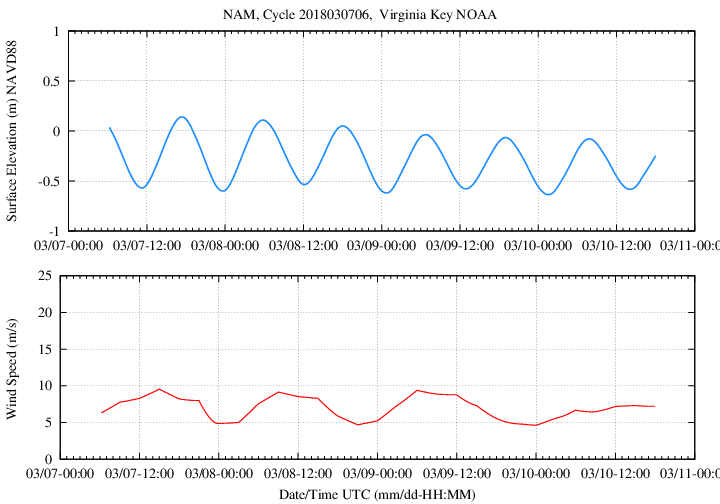 NAM, Cycle 2018030706,  Virginia Key NOAA
Surface Elevation (m) NAVD88
1
0.5
0
-0.5
-1
03/07-00:00 03/07-12:00 03/08-00:00 03/08-12:00 03/09-00:00 03/09-12:00 03/10-00:00 03/10-12:00 03/11-00:00
Wind Speed (m/s)
25
20
15
10
5
0
03/07-00:00 03/07-12:00 03/08-00:00 03/08-12:00 03/09-00:00 03/09-12:00 03/10-00:00 03/10-12:00 03/11-00:00
Date/Time UTC (mm/dd-HH:MM)